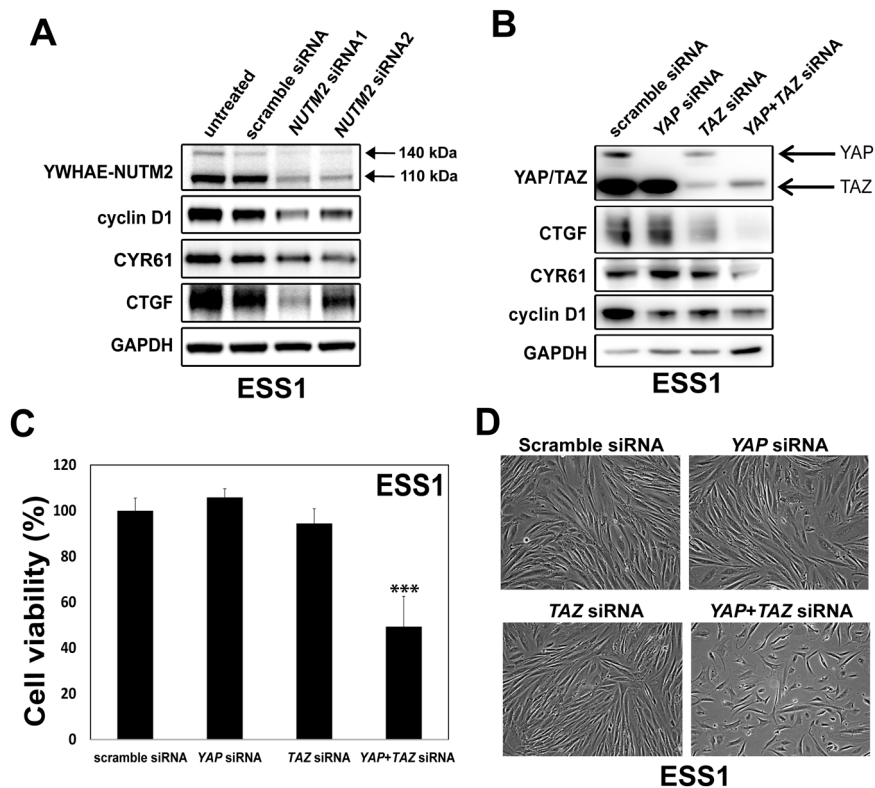 A
untreated
scramble siRNA
NUTM2 siRNA1
NUTM2 siRNA2
YWHAE-NUTM2
140 kDa
110 kDa
cyclin D1
CYR61
CTGF
GAPDH
ESS1
B
scramble siRNA
YAP siRNA
TAZ siRNA
YAP+TAZ siRNA
YAP/TAZ
YAP
TAZ
CTGF
CYR61
cyclin D1
GAPDH
ESS1
C
Cell viability (%)
120
100
80
60
40
20
0
ESS1
***
scramble siRNA
YAP siRNA
TAZ siRNA
YAP+TAZ siRNA
D
Scramble siRNA
YAP siRNA
TAZ siRNA
YAP+TAZ siRNA
ESS1